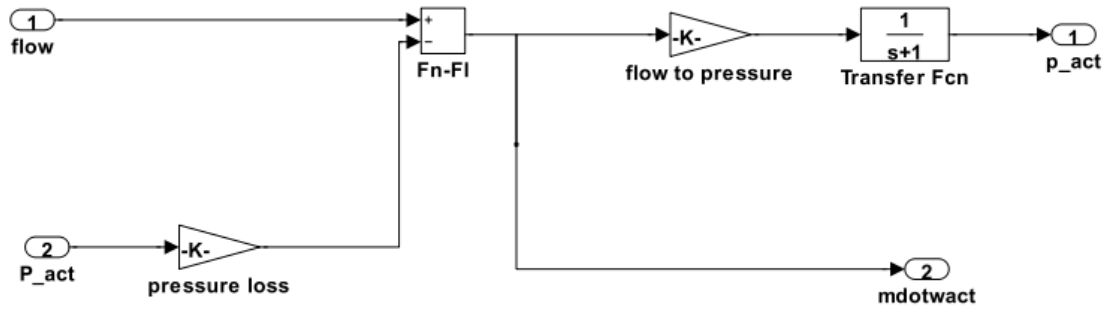 1
flow
+
−
Fn-Fl
-K-
flow to pressure
1
s+1
Transfer Fcn
1
p_act
2
P_act
-K-
pressure loss
2
mdotwact